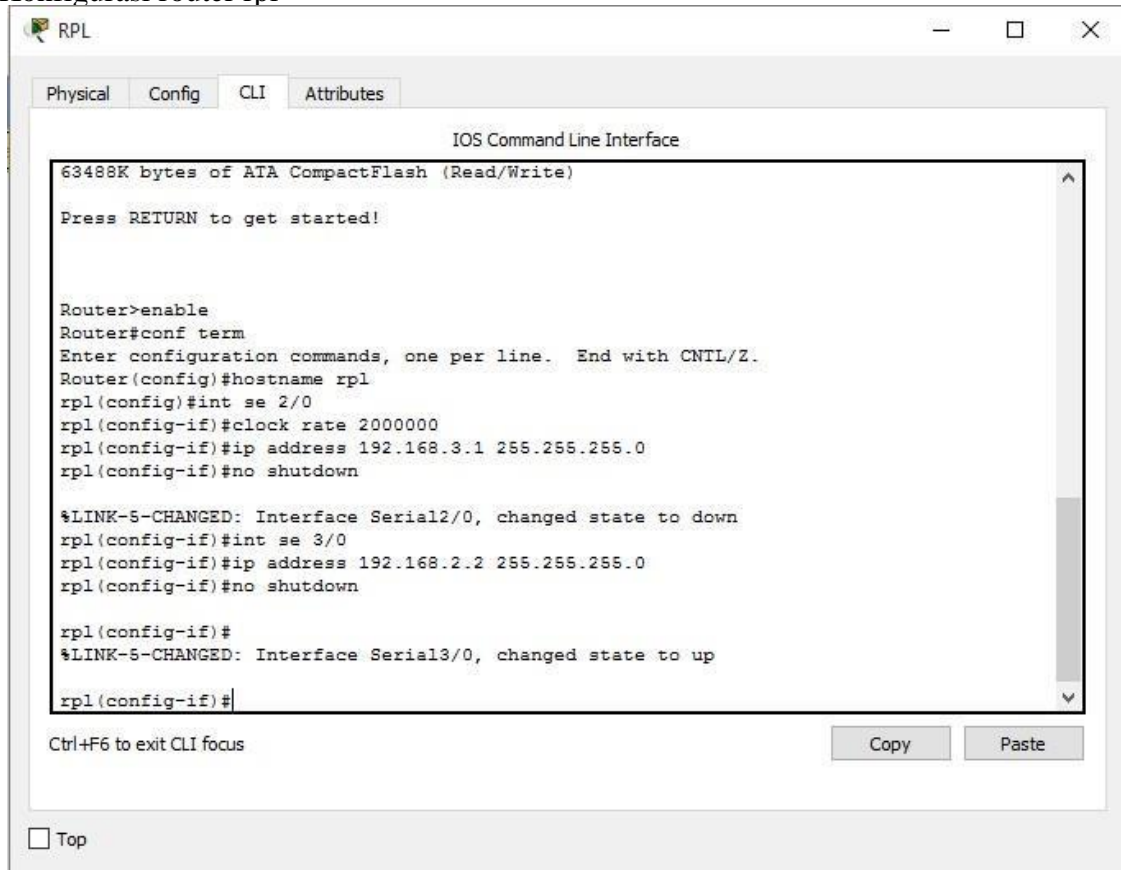 Konfigurasi router rpl
RPL
Physical Config CLI Attributes
IOS Command Line Interface
63488K bytes of ATA CompactFlash (Read/Write)
Press RETURN to get started!
Router>enable
Router#conf term
Enter configuration commands, one per line.  End with CNTL/Z.
Router(config)#hostname rpl
rpl(config)#int se 2/0
rpl(config-if)#clock rate 2000000
rpl(config-if)#ip address 192.168.3.1 255.255.255.0
rpl(config-if)#no shutdown
%LINK-5-CHANGED: Interface Serial2/0, changed state to down
rpl(config-if)#int se 3/0
rpl(config-if)#ip address 192.168.2.2 255.255.255.0
rpl(config-if)#no shutdown
rpl(config-if)#
%LINK-5-CHANGED: Interface Serial3/0, changed state to up
rpl(config-if)#
Ctrl+F6 to exit CLI focus
Copy Paste
Top